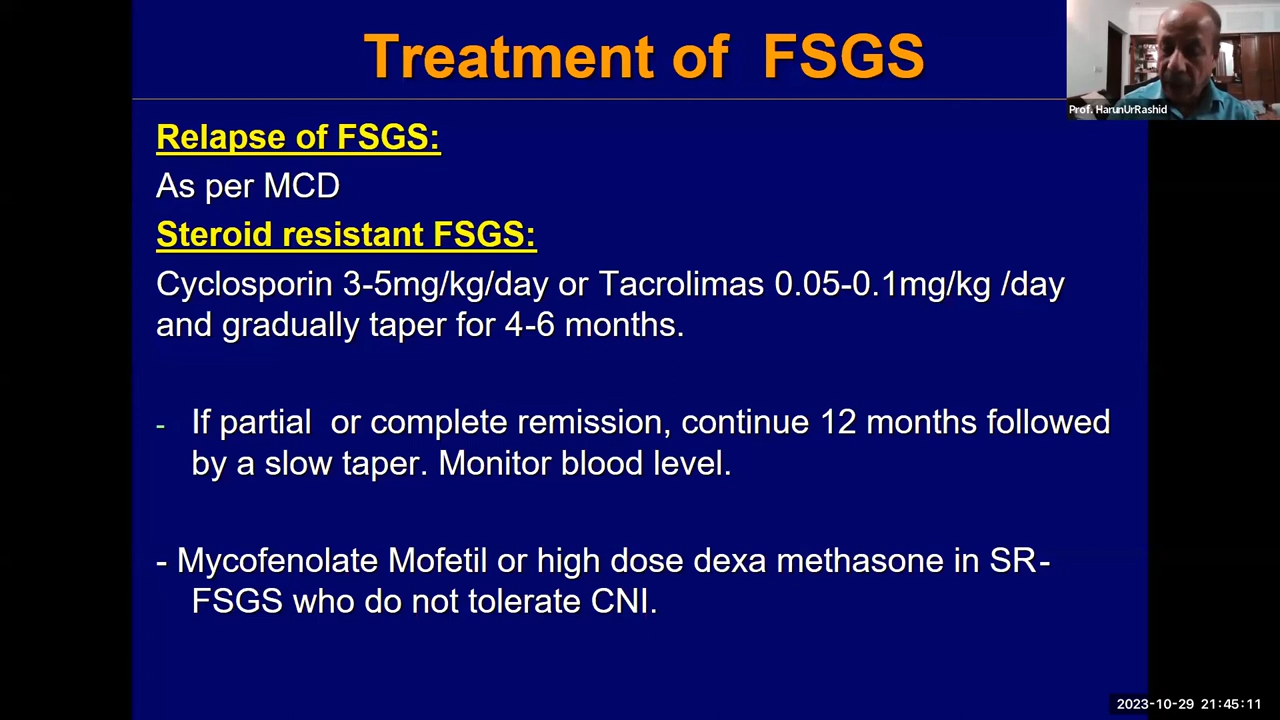 Treatment of FSGS
Prof. HarunUrRashid
Relapse of FSGS:
As per MCD
Steroid resistant FSGS:
Cyclosporin 3-5mg/kg/day or Tacrolimas 0.05-0.1mg/kg /day
and gradually taper for 4-6 months.
- If partial or complete remission, continue 12 months followed
by a slow taper. Monitor blood level.
- Mycofenolate Mofetil or high dose dexa methasone in SR-
FSGS who do not tolerate CNI.
2023-10-29 21:45:11